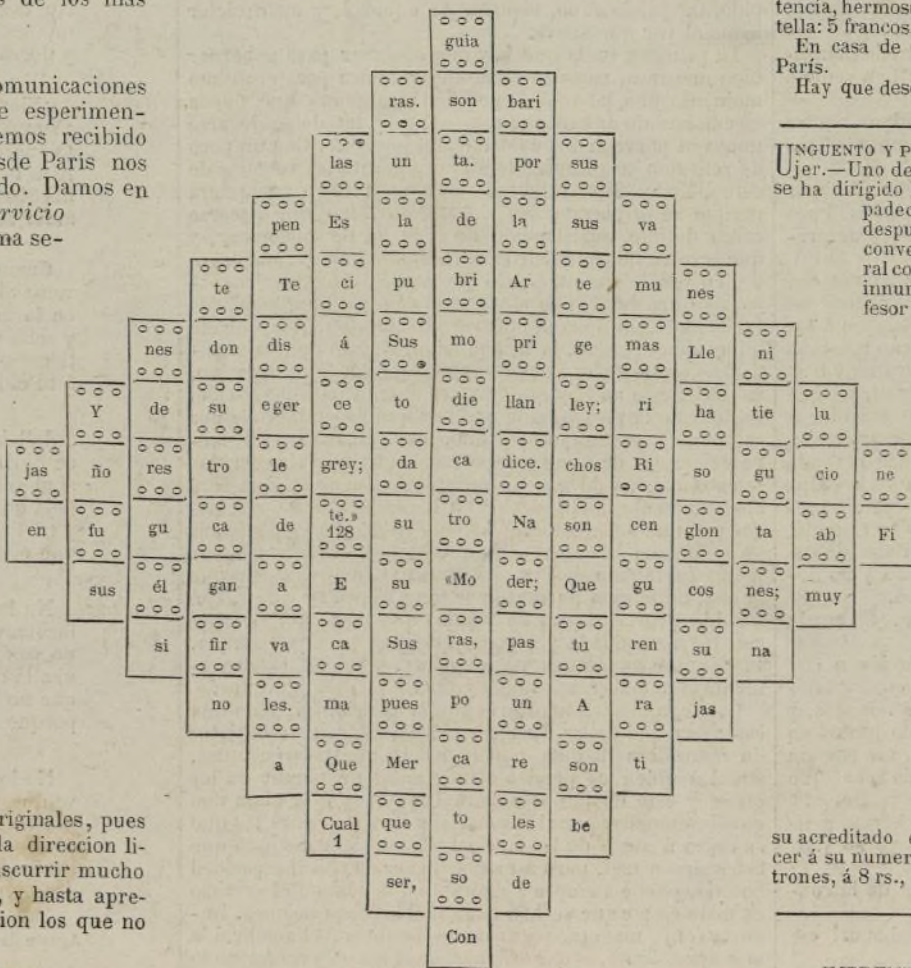 s de los mas
omunicaciones
e esperimen-
emos recibido
sde Paris nos
do. Damos en
rvicio
na se-
riginales, pues
la direccion li-
scurrir mucho
, y hasta apre-
ion los que no
guia
ras. son bari
las un ta. por sus
pen Es la de la sus va
te Te ci pu bri Ar te mu nes
nes don dis á Sus mo pri ge mas Lle ni
Y de su eger ce to die llan ley; ri ha tie lu
jas ño res tro le grey; da ca dice. chos Ri so gu cio ne
en fu gu ca de te.» 128 su tro Na son cen glon ta ab Fi
sus él gan a E su «Mo der; Que gu cos nes; muy
si fir va ca Sus ras, pas tu ren su na
no les. ma pues po un A ra jas
a Que Mer ca re son ti
Cual 1 que to les be
ser, so de
Con
tencia, hermos
tella: 5 francos
En casa de
París.
Hay que des
UNGUENTO Y P
jer.—Uno de
se ha dirigido
padec
despu
conve
ral co
innum
fesor
su acreditado
cer á su numer
trones, á 8 rs.,